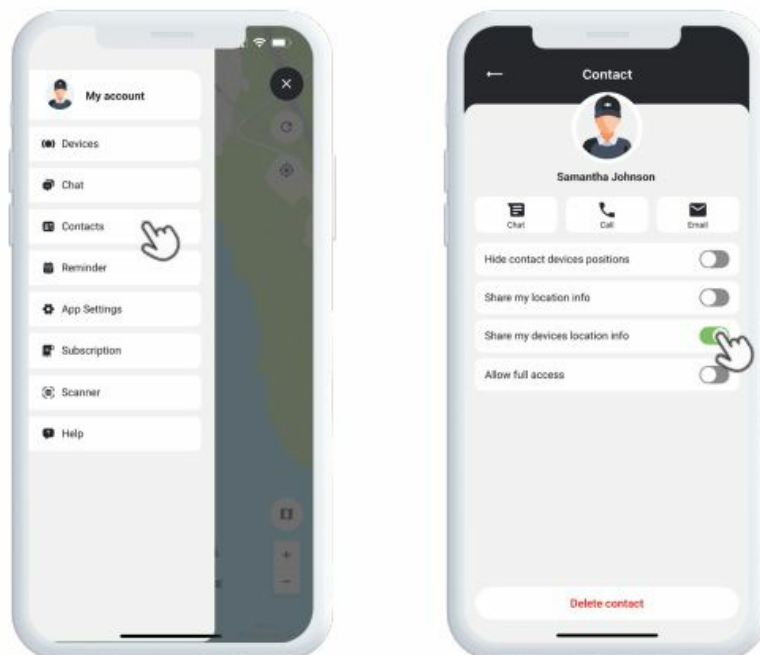 My account
Devices
Chat
Contacts
Reminder
App Settings
Subscription
Scanner
Help
Contact
Samantha Johnson
Chat Call Email
Hide contact devices positions
Share my location info
Share my devices location info
Allow full access
Delete contact